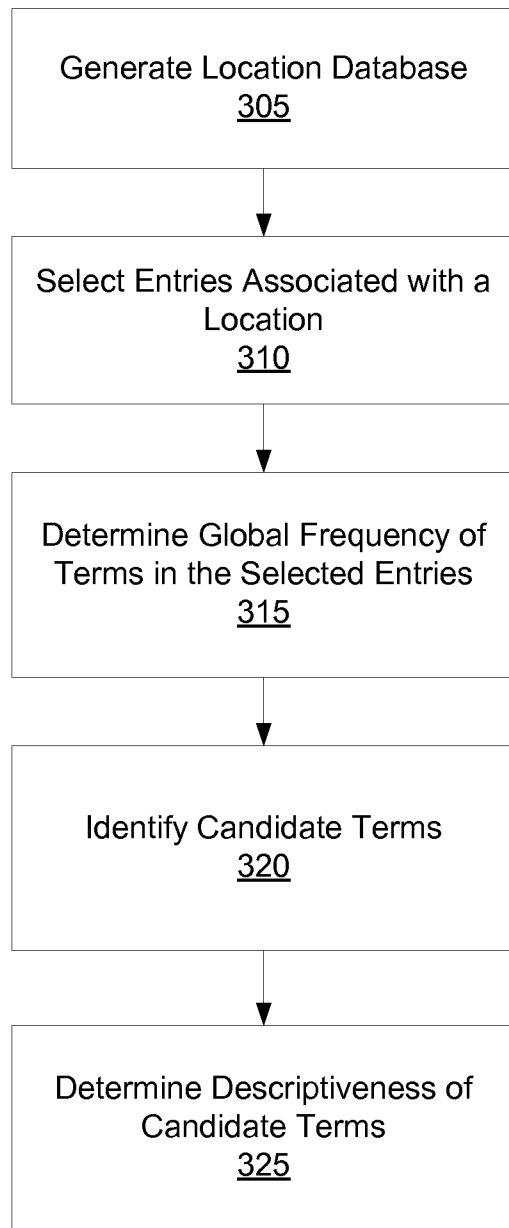 Generate Location Database
305
Select Entries Associated with a
Location
310
Determine Global Frequency of
Terms in the Selected Entries
315
Identify Candidate Terms
320
Determine Descriptiveness of
Candidate Terms
325